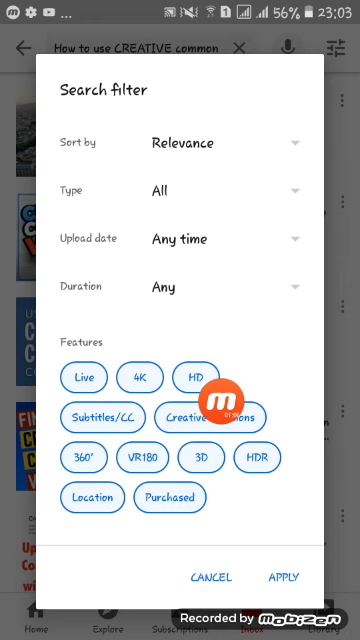 56% 23:03
How to use CREATIVE common
Search filter
Sort by Relevance
Type All
Upload date Any time
Duration Any
Features
Live 4K HD
Subtitles/CC
360° VR180 3D HDR
Location Purchased
CANCEL APPLY
Home Explore Subscriptions Inbox Library
Recorded by Mobizen